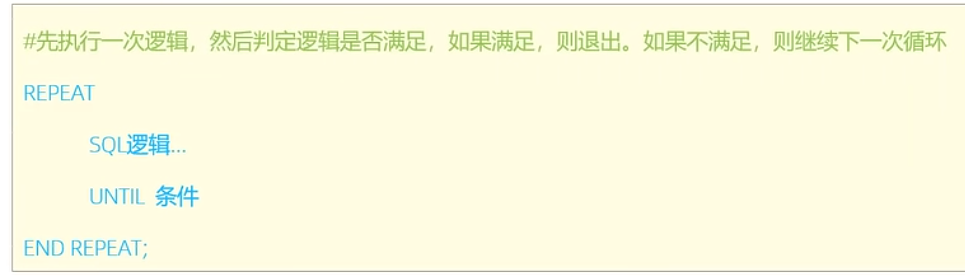 #先执行一次逻辑，然后判定逻辑是否满足，如果满足，则退出。如果不满足，则继续下一次循环
REPEAT
SQL逻辑...
UNTIL 条件
END REPEAT;